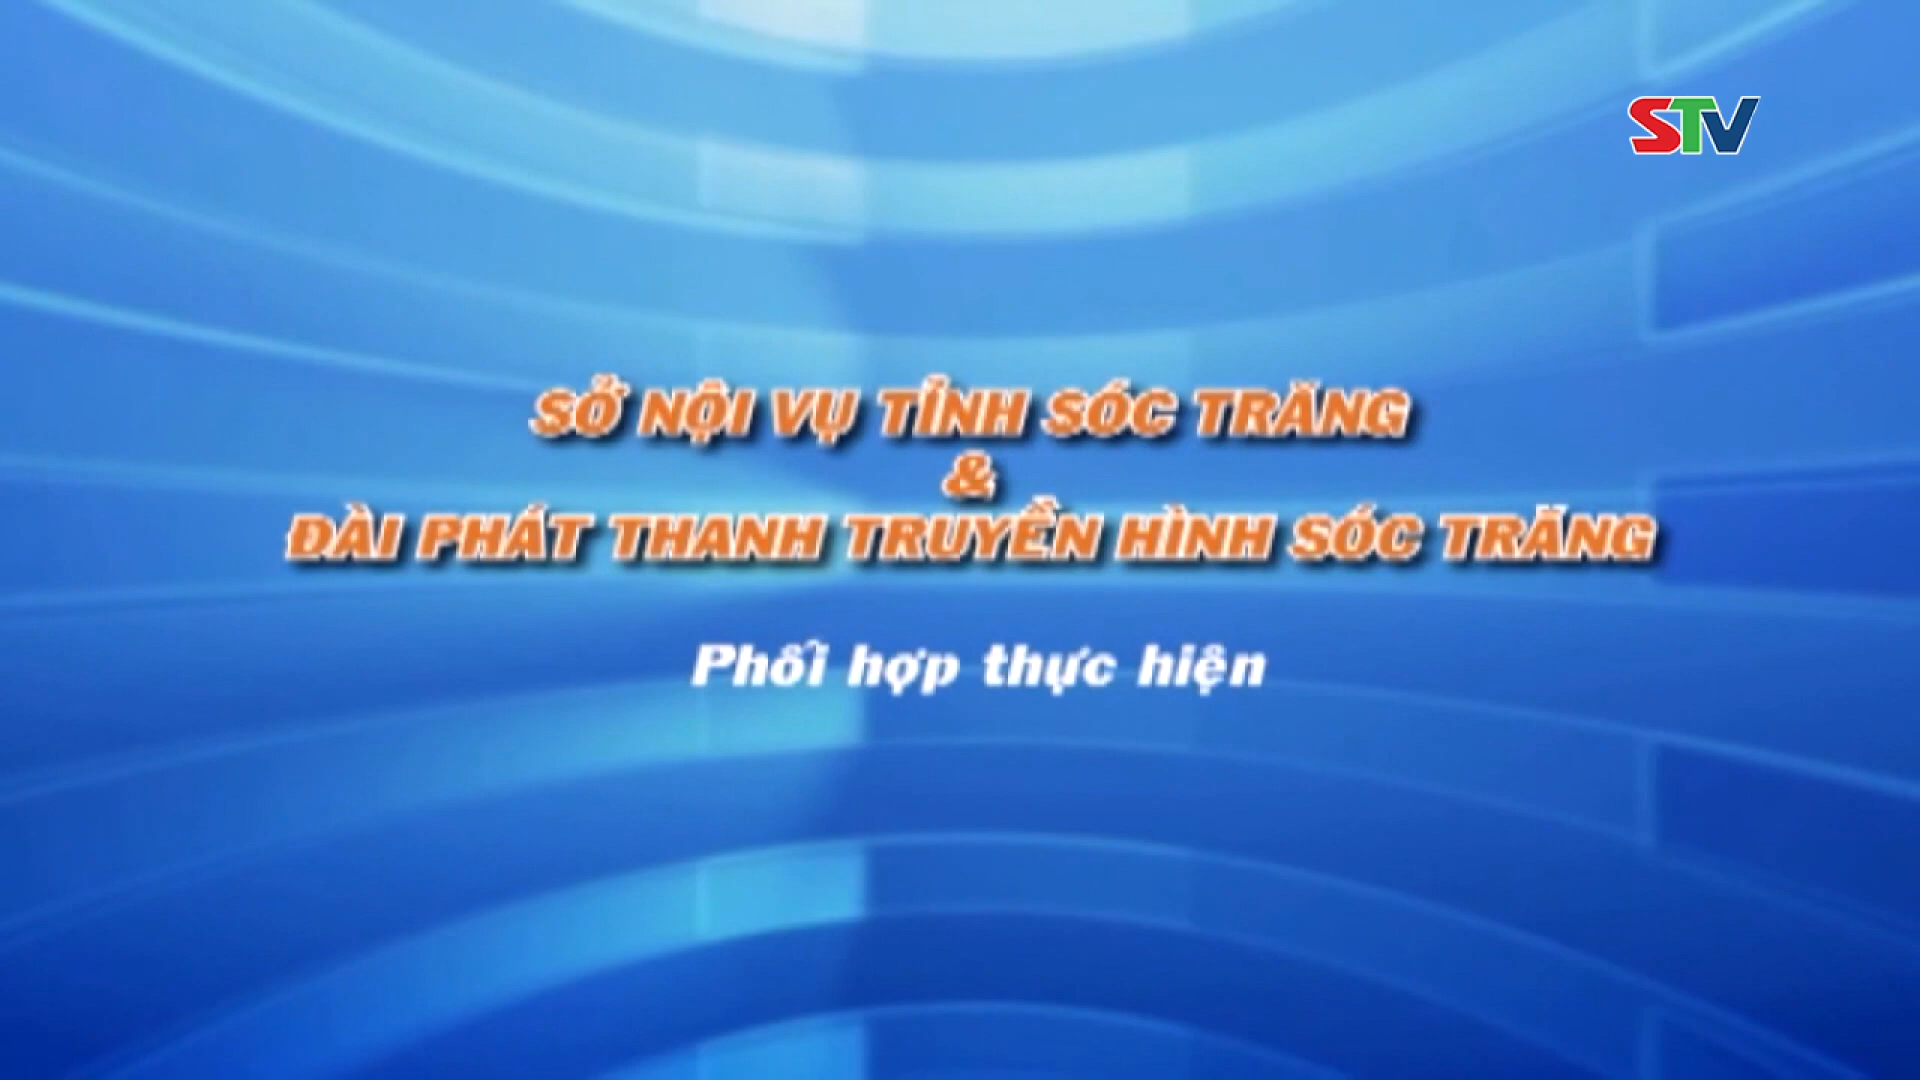 STV
SỞ NỘI VỤ TỈNH SÓC TRĂNG
&
ĐÀI PHÁT THANH TRUYỀN HÌNH SÓC TRĂNG
Phối hợp thực hiện